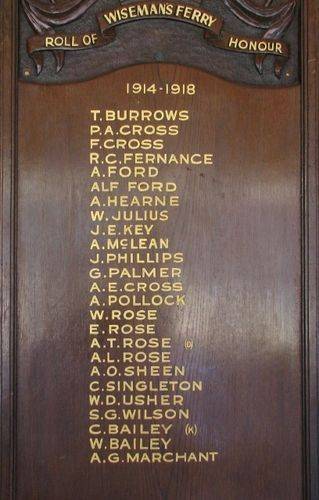 WISEMANS FERRY
ROLL OF HONOUR
1914-1918
T. BURROWS
P.A. CROSS
F. CROSS
R.C. FERNANCE
A. FORD
ALF FORD
A. HEARNE
W. JULIUS
J.E. KEY
A. McLEAN
J. PHILLIPS
G. PALMER
A.E. CROSS
A. POLLOCK
W. ROSE
E. ROSE
A.T. ROSE (D)
A.L. ROSE
A.O. SHEEN
C. SINGLETON
W.D. USHER
S.G. WILSON
C. BAILEY (K)
W. BAILEY
A.G. MARCHANT